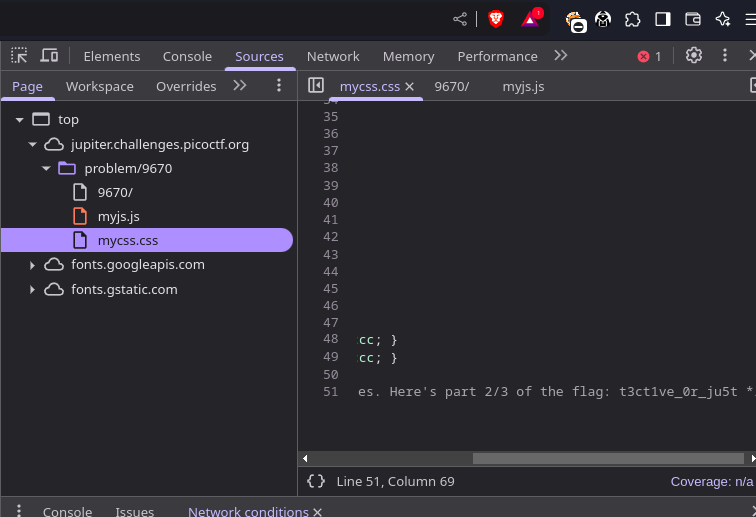 1
Elements Console Sources Network Memory Performance 1
Page Workspace Overrides
mycss.css 9670/ myjs.js
top
jupiter.challenges.picoctf.org
problem/9670
9670/
myjs.js
mycss.css
fonts.googleapis.com
fonts.gstatic.com
34
35
36
37
38
39
40
41
42
43
44
45
46
47
48 cc; }
49 cc; }
50
51 es. Here's part 2/3 of the flag: t3ct1ve_0r_ju5t *
{} Line 51, Column 69 Coverage: n/a
Console Issues Network conditions